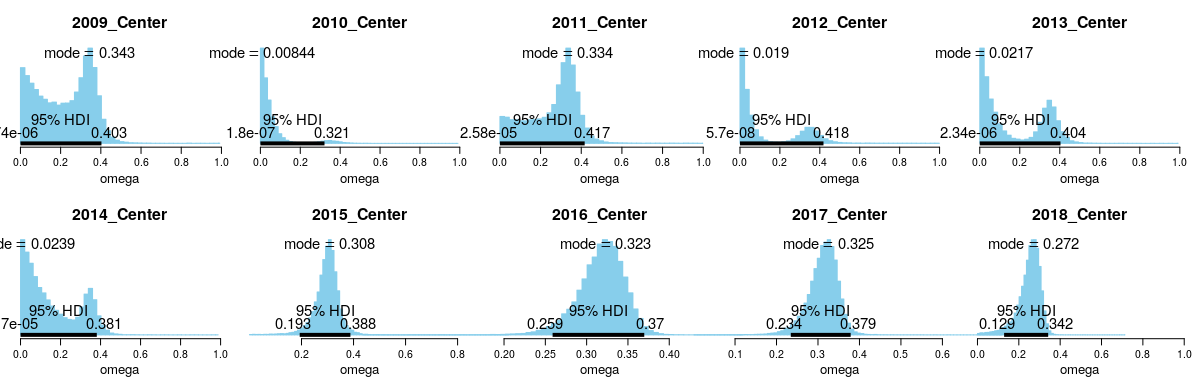 2009_Center 2010_Center 2011_Center 2012_Center 2013_Center
mode = 0.343 mode = 0.00844 mode = 0.334 mode = 0.019 mode = 0.0217
95% HDI 95% HDI 95% HDI 95% HDI 95% HDI
74e-06 0.403 1.8e-07 0.321 2.58e-05 0.417 5.7e-08 0.418 2.34e-06 0.404
0.0 0.2 0.4 0.6 0.8 1.0 0.0 0.2 0.4 0.6 0.8 1.0 0.0 0.2 0.4 0.6 0.8 1.0 0.0 0.2 0.4 0.6 0.8 1.0 0.0 0.2 0.4 0.6 0.8 1.0
omega omega omega omega omega
2014_Center 2015_Center 2016_Center 2017_Center 2018_Center
de = 0.0239 mode = 0.308 mode = 0.323 mode = 0.325 mode = 0.272
95% HDI 95% HDI 95% HDI 95% HDI 95% HDI
7e-05 0.381 0.193 0.388 0.259 0.37 0.234 0.379 0.129 0.342
0.0 0.2 0.4 0.6 0.8 1.0 0.2 0.4 0.6 0.8 0.20 0.25 0.30 0.35 0.40 0.1 0.2 0.3 0.4 0.5 0.6 0.0 0.2 0.4 0.6 0.8 1.0
omega omega omega omega omega